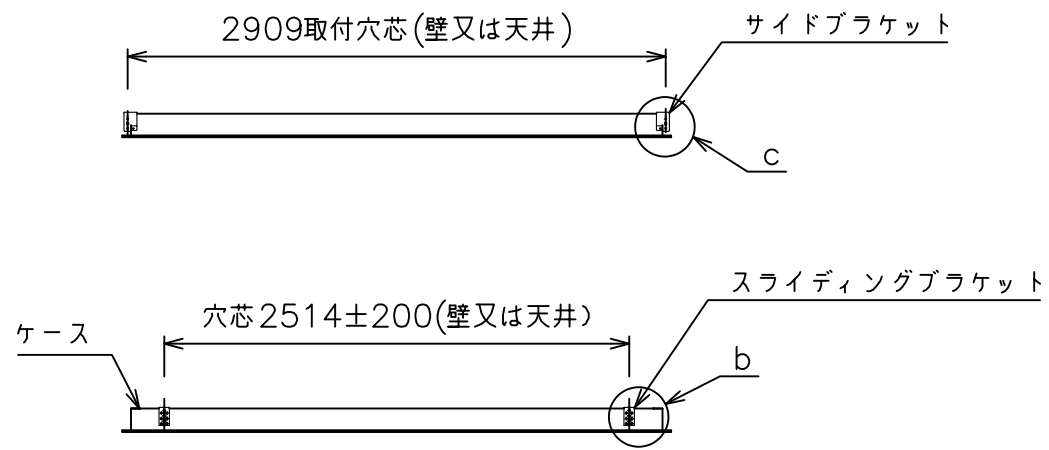 2909取付穴芯(壁又は天井)
サイドブラケット
c
スライディングブラケット
穴芯2514±200(壁又は天井)
ケース
b